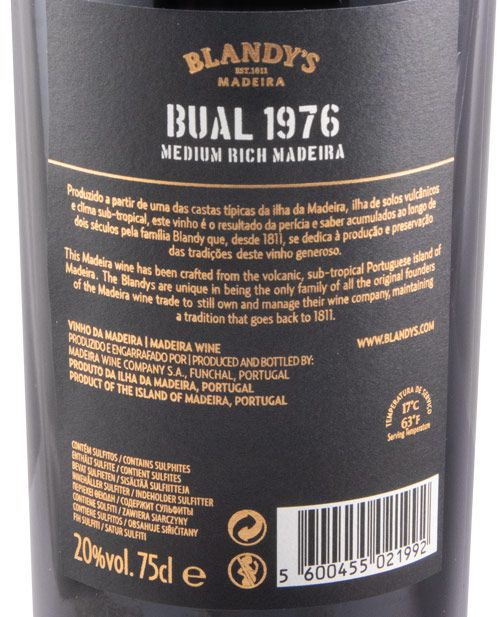 BLANDY'S
EST. 1811
MADEIRA
BUAL 1976
MEDIUM RICH MADEIRA
Produzido a partir de uma das castas típicas da ilha da Madeira, ilha de solos vulcânicos
e clima sub-tropical, este vinho é o resultado da perícia e saber acumulados ao longo de
dois séculos pela família Blandy que, desde 1811, se dedica à produção e preservação
das tradições deste vinho generoso.
This Madeira wine has been crafted from the volcanic, sub-tropical Portuguese island of
Madeira. The Blandys are unique in being the only family of all the original founders
of the Madeira wine trade to still own and manage their wine company, maintaining
a tradition that goes back to 1811.
VINHO DA MADEIRA | MADEIRA WINE
PRODUZIDO E ENGARRAFADO POR | PRODUCED AND BOTTLED BY:
MADEIRA WINE COMPANY S.A., FUNCHAL, PORTUGAL
PRODUTO DA ILHA DA MADEIRA, PORTUGAL
PRODUCT OF THE ISLAND OF MADEIRA, PORTUGAL
WWW.BLANDYS.COM
TEMPERATURA DE SERVIÇO
17°C
63°F
Serving Temperature
CONTÉM SULFITOS / CONTAINS SULPHITES
ENTHÄLT SULFITE / CONTIENT SULFITES
BEVAT SULFIETEN / SISÄLTÄÄ SULFIITTEJA
INNEHÅLLER SULFITER / INDEHOLDER SULFITTER
ΠΕΡΙΕΧΕΙ ΘΕΙΩΔΗ / СОДЕРЖИТ СУЛЬФИТЫ
CONTIENE SOLFITI / ZAWIERA SIARCZYNY
CONTIENE SULFITOS / OBSAHUJE SIŘIČITANY
PH SULFITI / SATUR SULFITI
20%vol. 75cl e
5 600455 021992